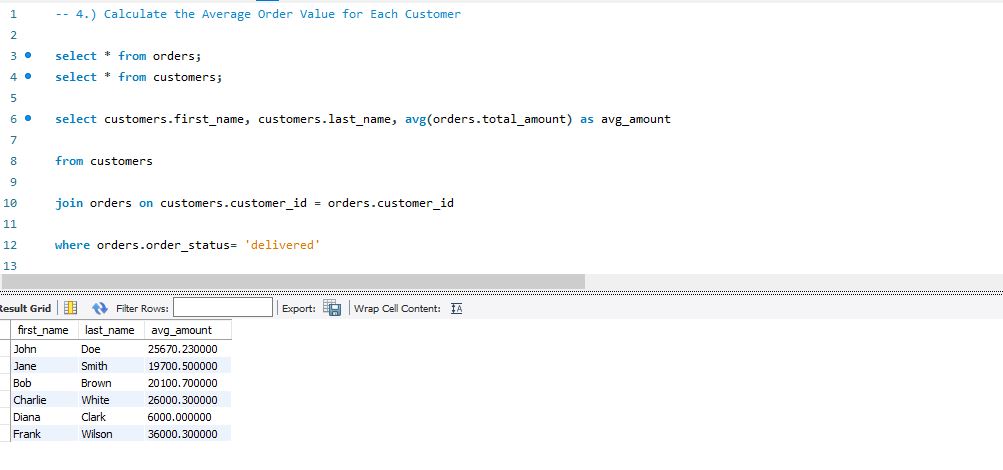 1 -- 4.) Calculate the Average Order Value for Each Customer
2
3 select * from orders;
4 select * from customers;
5
6 select customers.first_name, customers.last_name, avg(orders.total_amount) as avg_amount
7
8 from customers
9
10 join orders on customers.customer_id = orders.customer_id
11
12 where orders.order_status= 'delivered'
13
Result Grid Filter Rows: Export: Wrap Cell Content: IA
first_name last_name avg_amount
John Doe 25670.230000
Jane Smith 19700.500000
Bob Brown 20100.700000
Charlie White 26000.300000
Diana Clark 6000.000000
Frank Wilson 36000.300000